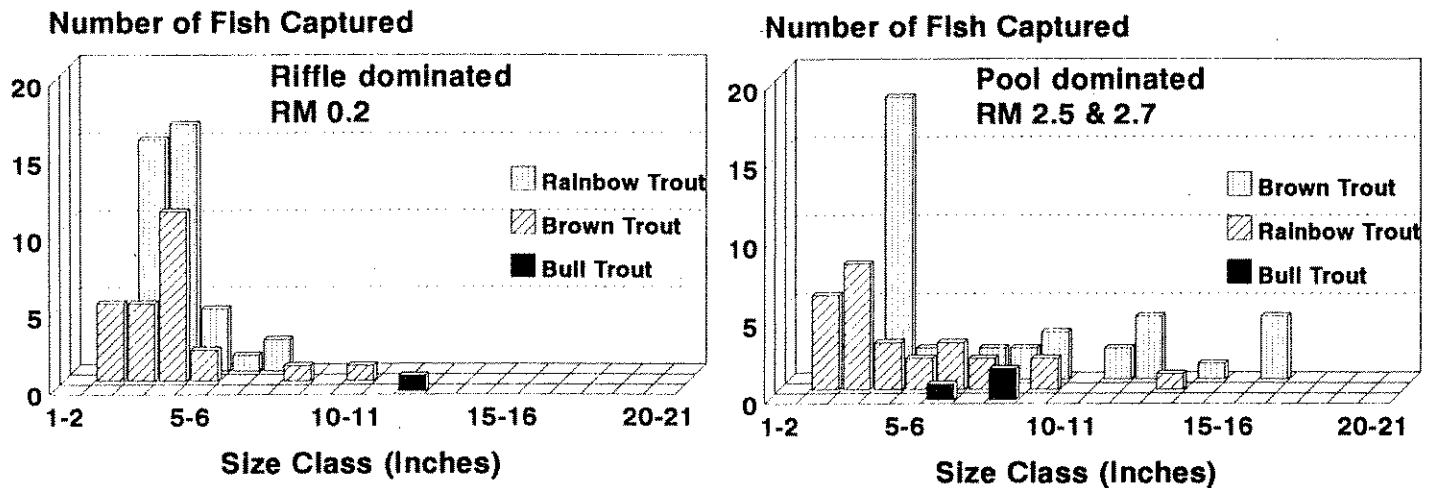 Number of Fish Captured
Riffle dominated
RM 0.2
20
15
10
5
0
Rainbow Trout
Brown Trout
Bull Trout
1-2 5-6 10-11 15-16 20-21
Size Class (Inches)
Number of Fish Captured
Pool dominated
RM 2.5 & 2.7
20
15
10
5
0
Brown Trout
Rainbow Trout
Bull Trout
1-2 5-6 10-11 15-16 20-21
Size Class (Inches)